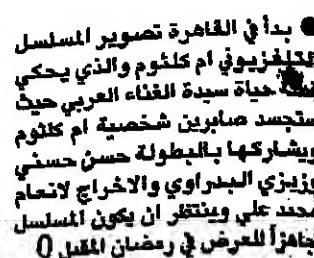 ● بدأ في القاهرة تصوير المسلسل
التلفزيوني ام كلثوم والذي يحكي
قصة حياة سيدة الغناء العربي حيث
ستجسد صابرين شخصية ام كلثوم
ويشاركها بالبطولة حسن حسني
وزيزي البدراوي والاخراج لانعام
محمد علي وينتظر ان يكون المسلسل
جاهزاً للعرض في رمضان المقبل ()